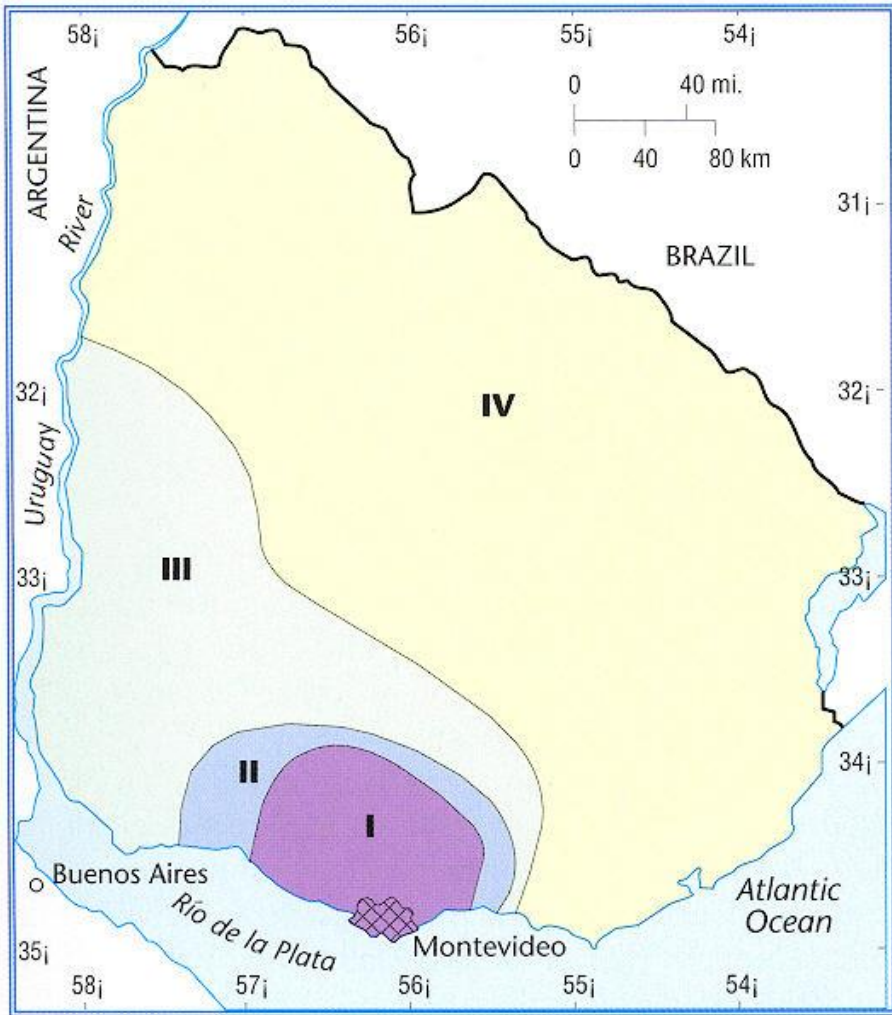 58¡
56¡
55¡
54¡
0
40 mi.
0
40
80 km
ARGENTINA
River
31¡
BRAZIL
32¡
IV
32¡
Uruguay
III
33¡
33¡
34¡
II
I
Buenos Aires
Río de la Plata
Atlantic
Ocean
Montevideo
35¡
58¡
57¡
56¡
55¡
54¡